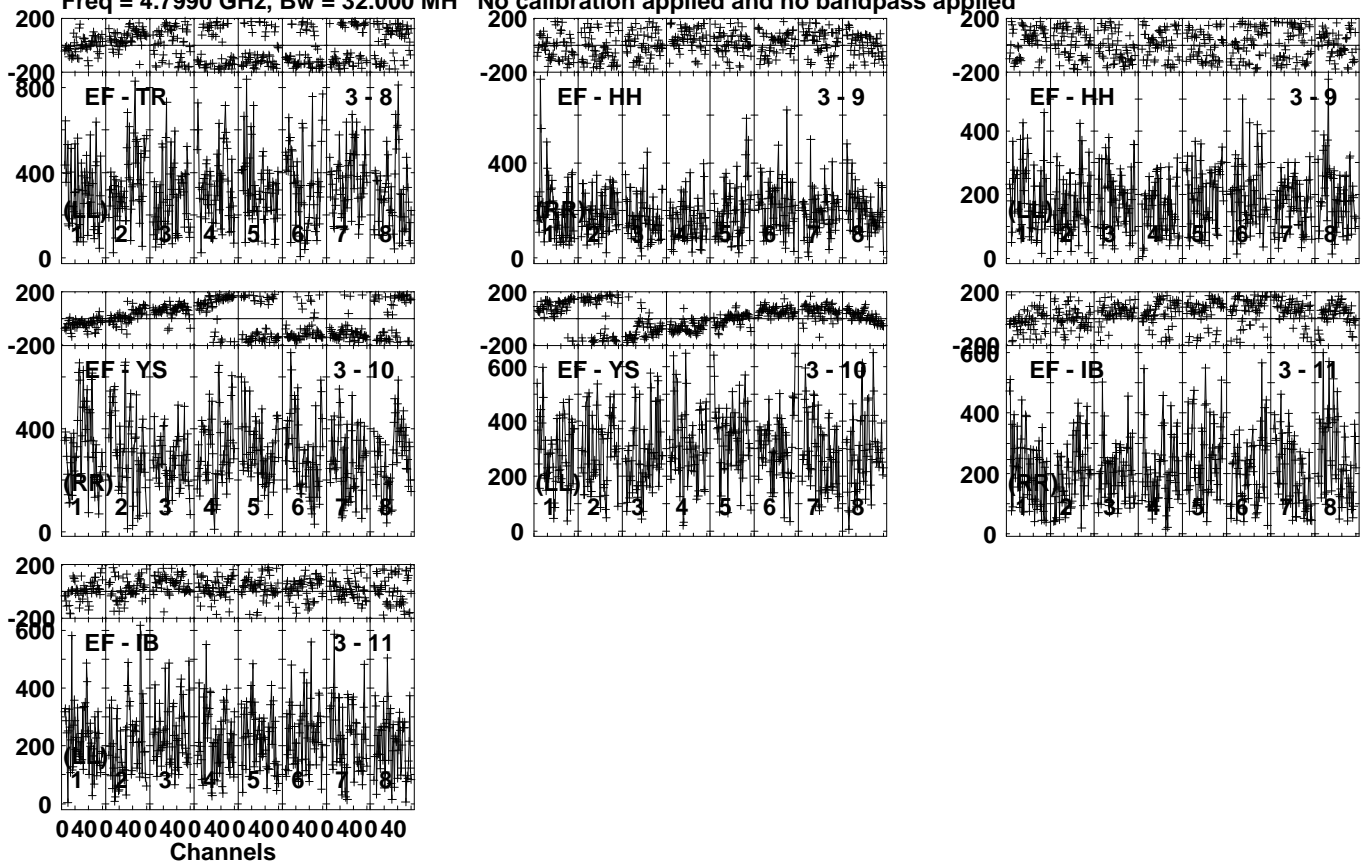 Freq = 4.7990 GHz, Bw = 32.000 MH No calibration applied and no bandpass applied
200
-200
800
400
0
EF - TR 3 - 8
(LL)
1 2 3 4 5 6 7 8
200
-200
400
0
EF - HH 3 - 9
(RR)
1 2 3 4 5 6 7 8
200
-200
400
200
0
EF - HH 3 - 9
(LL)
1 2 3 4 5 6 7 8
200
-200
400
0
EF - YS 3 - 10
(RR)
1 2 3 4 5 6 7 8
200
-200
600
400
200
0
EF - YS 3 - 10
(LL)
1 2 3 4 5 6 7 8
200
-200
600
400
200
0
EF - IB 3 - 11
(RR)
1 2 3 4 5 6 7 8
200
-200
600
400
200
0
EF - IB 3 - 11
(LL)
1 2 3 4 5 6 7 8
0 40 0 40 0 40 0 40 0 40 0 40 0 40 0 40
Channels